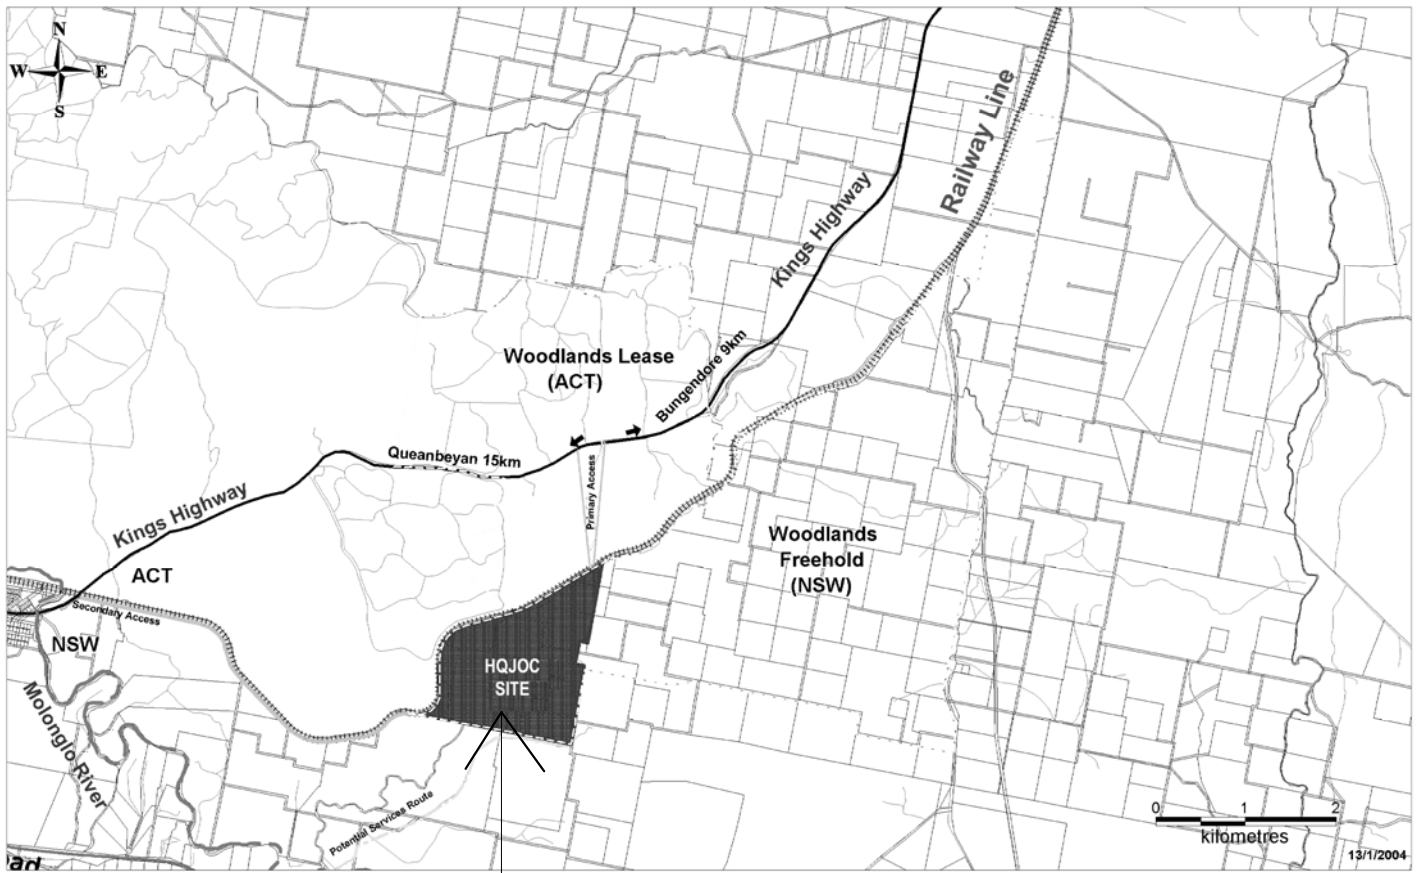 N
W E
S
Railway Line
Kings Highway
Woodlands Lease
(ACT)
Bungendore 9km
Queanbeyan 15km
Primary Access
Kings Highway
Woodlands
Freehold
(NSW)
ACT
Secondary Access
NSW
HQJOC
SITE
Molonglo River
Potential Services Route
0 1 2
kilometres
13/1/2004
ad